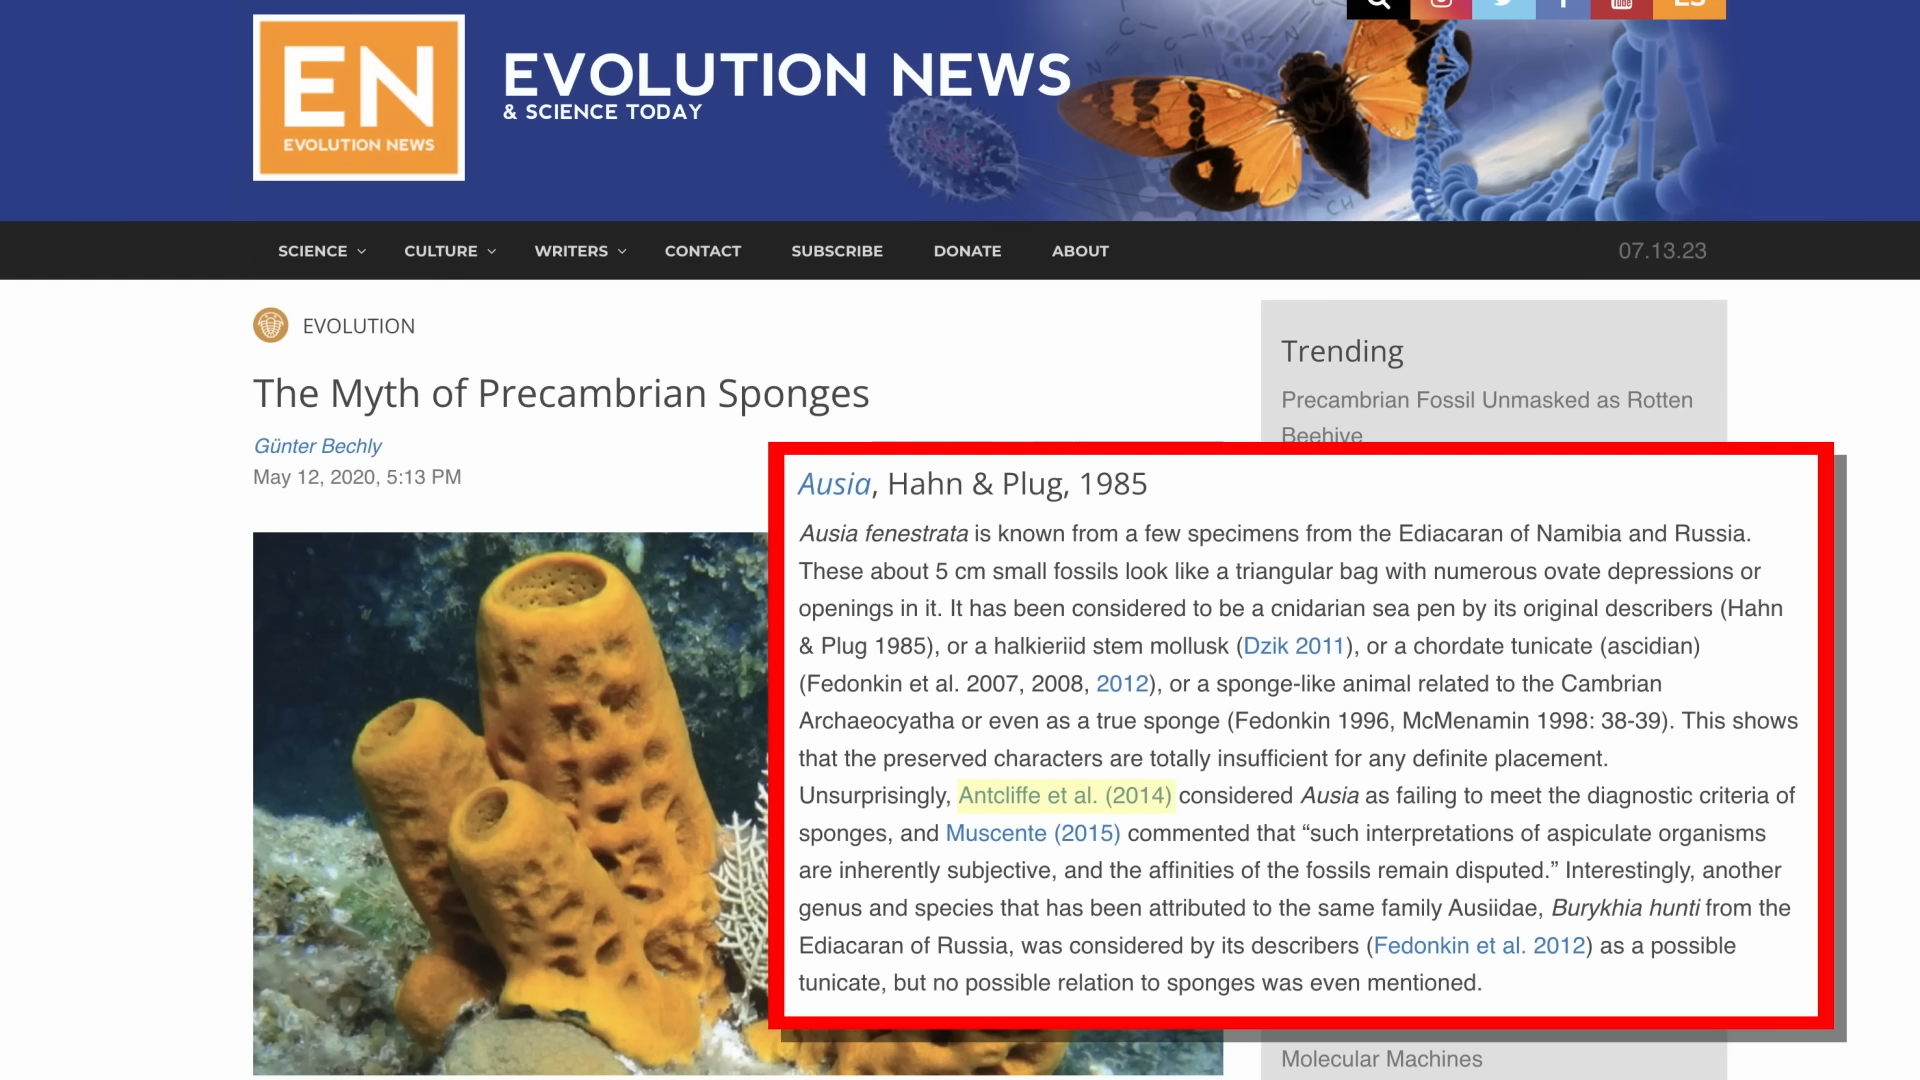 EN
EVOLUTION NEWS
EVOLUTION NEWS
& SCIENCE TODAY
SCIENCE CULTURE WRITERS CONTACT SUBSCRIBE DONATE ABOUT 07.13.23
EVOLUTION
The Myth of Precambrian Sponges
Günter Bechly
May 12, 2020, 5:13 PM
Trending
Precambrian Fossil Unmasked as Rotten
Beehive
Ausia, Hahn & Plug, 1985
Ausia fenestrata is known from a few specimens from the Ediacaran of Namibia and Russia.
These about 5 cm small fossils look like a triangular bag with numerous ovate depressions or
openings in it. It has been considered to be a cnidarian sea pen by its original describers (Hahn
& Plug 1985), or a halkieriid stem mollusk (Dzik 2011), or a chordate tunicate (ascidian)
(Fedonkin et al. 2007, 2008, 2012), or a sponge-like animal related to the Cambrian
Archaeocyatha or even as a true sponge (Fedonkin 1996, McMenamin 1998: 38-39). This shows
that the preserved characters are totally insufficient for any definite placement.
Unsurprisingly, Antcliffe et al. (2014) considered Ausia as failing to meet the diagnostic criteria of
sponges, and Muscente (2015) commented that “such interpretations of aspiculate organisms
are inherently subjective, and the affinities of the fossils remain disputed.” Interestingly, another
genus and species that has been attributed to the same family Ausiidae, Burykhia hunti from the
Ediacaran of Russia, was considered by its describers (Fedonkin et al. 2012) as a possible
tunicate, but no possible relation to sponges was even mentioned.
Molecular Machines